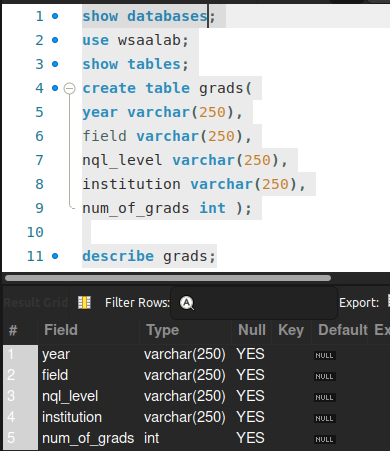 1 show databases;
2 use wsaalab;
3 show tables;
4 create table grads(
5 year varchar(250),
6 field varchar(250),
7 nql_level varchar(250),
8 institution varchar(250),
9 num_of_grads int );
10
11 describe grads;
Result Grid Filter Rows: Export:
# Field Type Null Key Default Ex
1 year varchar(250) YES NULL
2 field varchar(250) YES NULL
3 nql_level varchar(250) YES NULL
4 institution varchar(250) YES NULL
5 num_of_grads int YES NULL